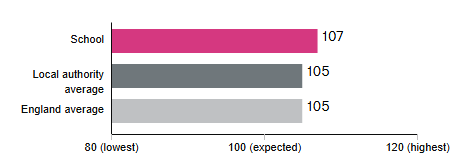 School 107
Local authority
average 105
England average 105
80 (lowest) 100 (expected) 120 (highest)